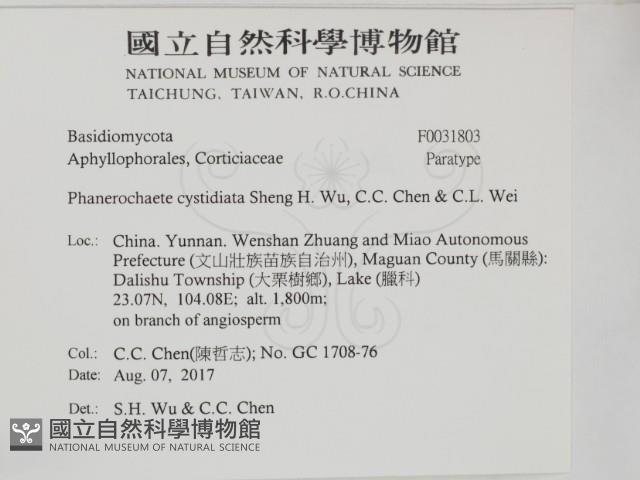 國立自然科學博物館
NATIONAL MUSEUM OF NATURAL SCIENCE
TAICHUNG, TAIWAN, R.O.CHINA
Basidiomycota F0031803
Aphyllophorales, Corticiaceae Paratype
Phanerochaete cystidiata Sheng H. Wu, C.C. Chen & C.L. Wei
Loc.: China. Yunnan. Wenshan Zhuang and Miao Autonomous
Prefecture (文山壯族苗族自治州), Maguan County (馬關縣):
Dalishu Township (大栗樹鄉), Lake (臘科)
23.07N, 104.08E; alt. 1,800m;
on branch of angiosperm
Col.: C.C. Chen(陳哲志); No. GC 1708-76
Date: Aug. 07, 2017
Det.: S.H. Wu & C.C. Chen
國立自然科學博物館
NATIONAL MUSEUM OF NATURAL SCIENCE